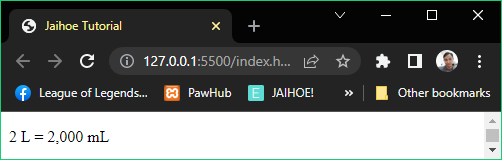 Jaihoe Tutorial
127.0.0.1:5500/index.h...
League of Legends... PawHub JAIHOE! » Other bookmarks
2 L = 2,000 mL